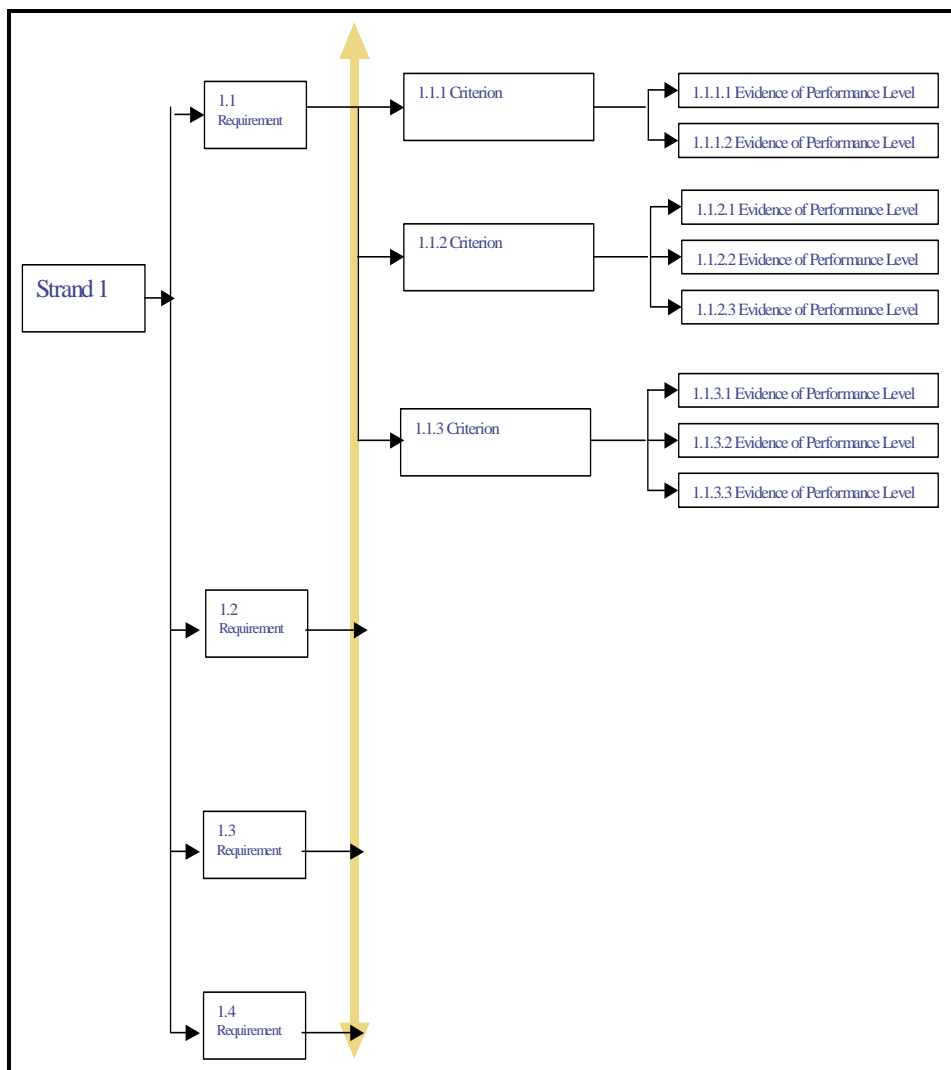 Strand 1
1.1
Requirement
1.1.1 Criterion
1.1.1.1 Evidence of Performance Level
1.1.1.2 Evidence of Performance Level
1.1.2 Criterion
1.1.2.1 Evidence of Performance Level
1.1.2.2 Evidence of Performance Level
1.1.2.3 Evidence of Performance Level
1.1.3 Criterion
1.1.3.1 Evidence of Performance Level
1.1.3.2 Evidence of Performance Level
1.1.3.3 Evidence of Performance Level
1.2
Requirement
1.3
Requirement
1.4
Requirement